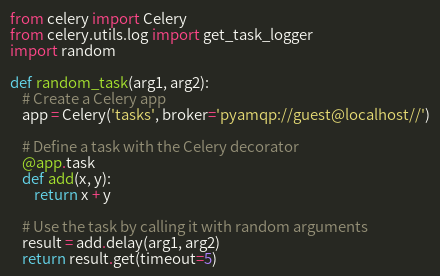 from celery import Celery
from celery.utils.log import get_task_logger
import random

def random_task(arg1, arg2):
    # Create a Celery app
    app = Celery('tasks', broker='pyamqp://guest@localhost//')

    # Define a task with the Celery decorator
    @app.task
    def add(x, y):
        return x + y

    # Use the task by calling it with random arguments
    result = add.delay(arg1, arg2)
    return result.get(timeout=5)